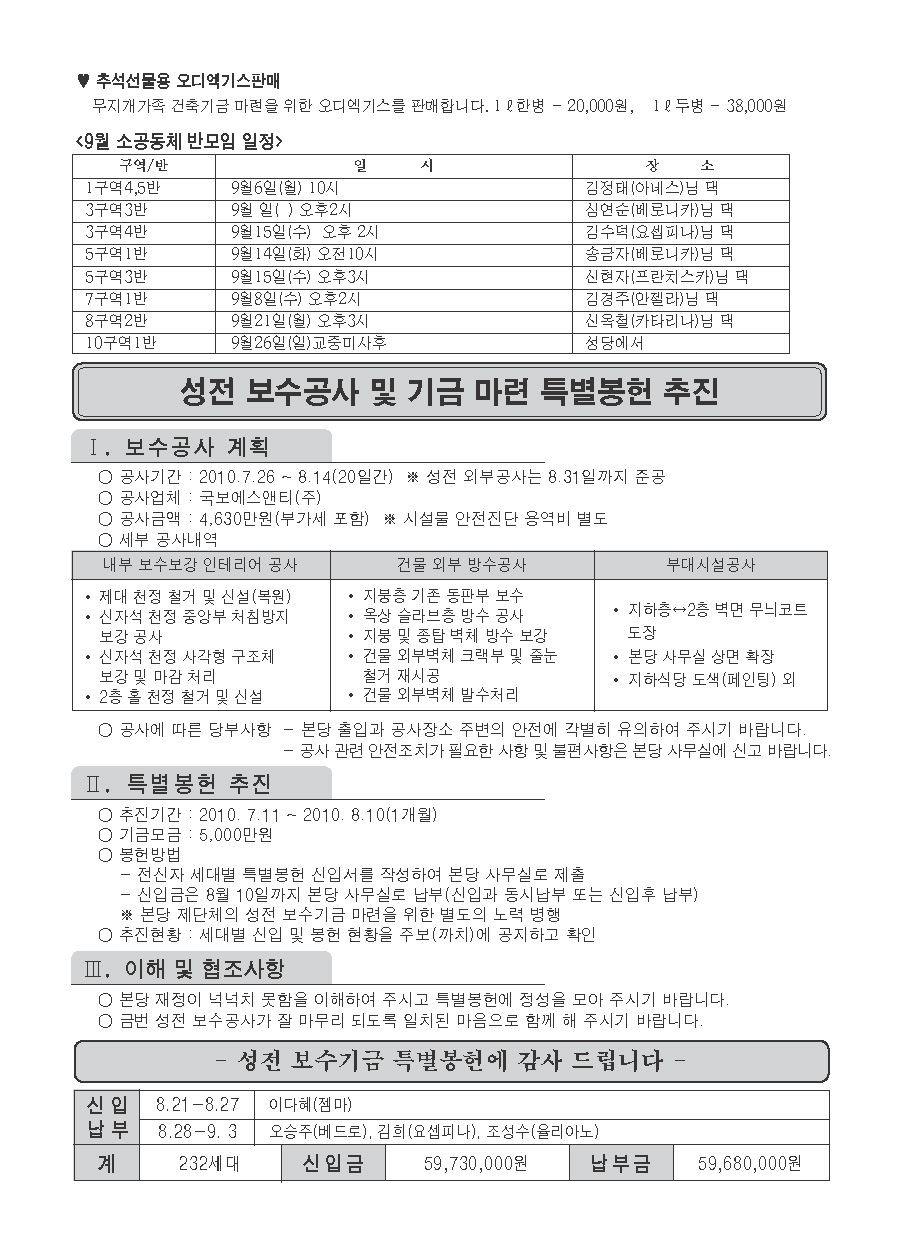 ♥ 추석선물용 오디엑기스판매
무지개가족 건축기금 마련을 위한 오디엑기스를 판매합니다. 1ℓ한병 - 20,000원, 1ℓ두병 - 38,000원
<9월 소공동체 반모임 일정>
구역/반 일 시 장 소
1구역4,5반 9월6일(월) 10시 김정태(아네스)님 댁
3구역3반 9월 일( ) 오후2시 심연순(베로니카)님 댁
3구역4반 9월15일(수) 오후 2시 김수덕(요셉피나)님 댁
5구역1반 9월14일(화) 오전10시 송금자(베로니카)님 댁
5구역3반 9월15일(수) 오후3시 신현자(프란치스카)님 댁
7구역1반 9월8일(수) 오후2시 김경주(안젤라)님 댁
8구역2반 9월21일(월) 오후3시 신옥철(카타리나)님 댁
10구역1반 9월26일(일)교중미사후 성당에서
성전 보수공사 및 기금 마련 특별봉헌 추진
Ⅰ. 보수공사 계획
○ 공사기간 : 2010.7.26 ~ 8.14(20일간) ※ 성전 외부공사는 8.31일까지 준공
○ 공사업체 : 국보에스앤티(주)
○ 공사금액 : 4,630만원(부가세 포함) ※ 시설물 안전진단 용역비 별도
○ 세부 공사내역
내부 보수보강 인테리어 공사 건물 외부 방수공사 부대시설공사
• 제대 천정 철거 및 신설(복원)
• 신자석 천정 중앙부 처침방지
보강 공사
• 신자석 천정 사각형 구조체
보강 및 마감 처리
• 2층 홀 천정 철거 및 신설
• 지붕층 기존 동판부 보수
• 옥상 슬라브층 방수 공사
• 지붕 및 종탑 벽체 방수 보강
• 건물 외부벽체 크랙부 및 줄눈
철거 재시공
• 건물 외부벽체 발수처리
• 지하층↔2층 벽면 무늬코트
도장
• 본당 사무실 상면 확장
• 지하식당 도색(페인팅) 외
○ 공사에 따른 당부사항 - 본당 출입과 공사장소 주변의 안전에 각별히 유의하여 주시기 바랍니다.
- 공사 관련 안전조치가 필요한 사항 및 불편사항은 본당 사무실에 신고 바랍니다.
Ⅱ. 특별봉헌 추진
○ 추진기간 : 2010. 7.11 ~ 2010. 8.10(1개월)
○ 기금모금 : 5,000만원
○ 봉헌방법
- 전신자 세대별 특별봉헌 신입서를 작성하여 본당 사무실로 제출
- 신입금은 8월 10일까지 본당 사무실로 납부(신입과 동시납부 또는 신입후 납부)
※ 본당 제단체의 성전 보수기금 마련을 위한 별도의 노력 병행
○ 추진현황 : 세대별 신입 및 봉헌 현황을 주보(까치)에 공지하고 확인
Ⅲ. 이해 및 협조사항
○ 본당 재정이 넉넉치 못함을 이해하여 주시고 특별봉헌에 정성을 모아 주시기 바랍니다.
○ 금번 성전 보수공사가 잘 마무리 되도록 일치된 마음으로 함께 해 주시기 바랍니다.
- 성전 보수기금 특별봉헌에 감사 드립니다 -
신 입 8.21-8.27 이다혜(젬마)
납 부 8.28-9. 3 오승주(베드로), 김희(요셉피나), 조성수(율리아노)
계 232세대 신입금 59,730,000원 납부금 59,680,000원